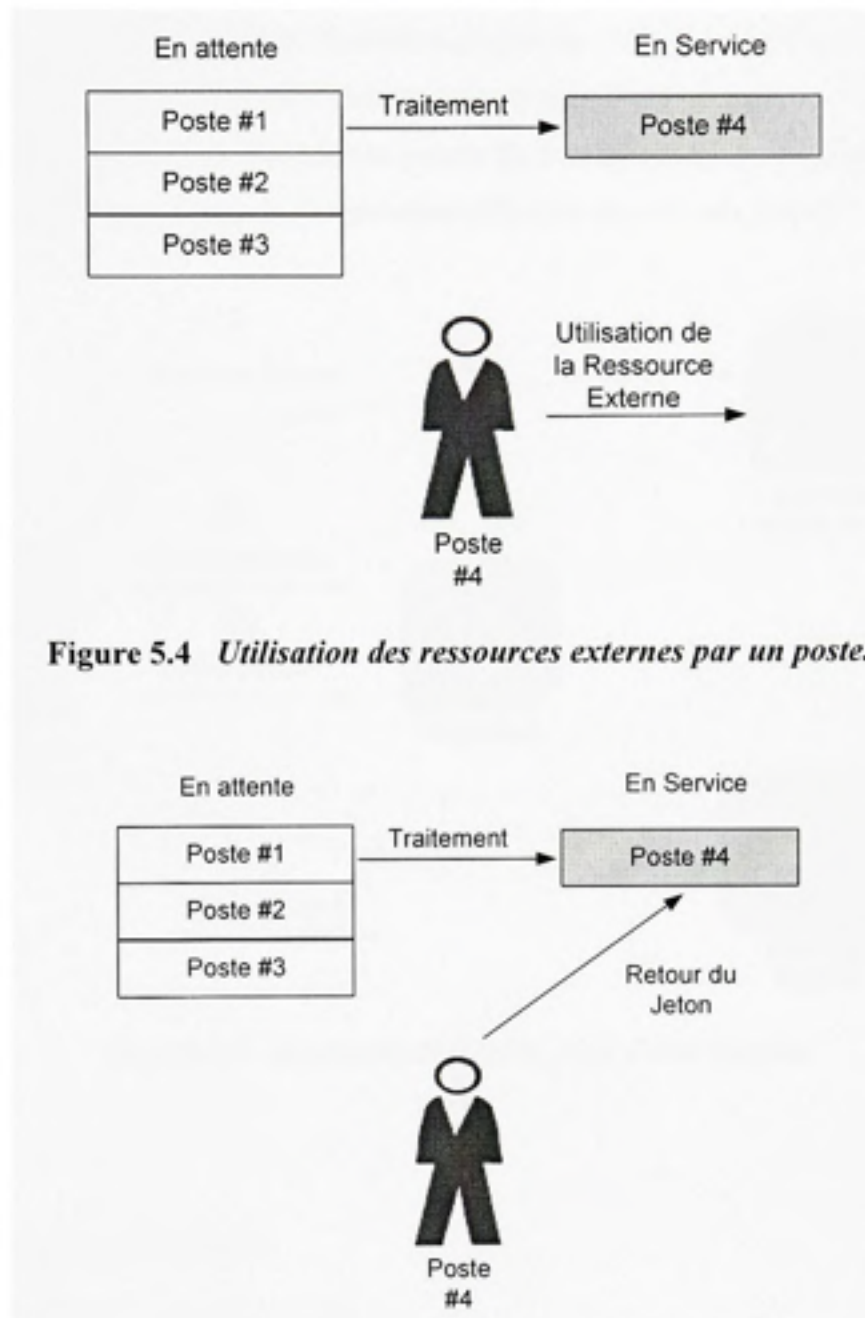 En attente
En Service
Poste #1
Traitement
Poste #4
Poste #2
Poste #3
Utilisation de
la Ressource
Externe
Poste
#4
Figure 5.4 Utilisation des ressources externes par un poste.
En attente
En Service
Poste #1
Traitement
Poste #4
Poste #2
Poste #3
Retour du
Jeton
Poste
#4